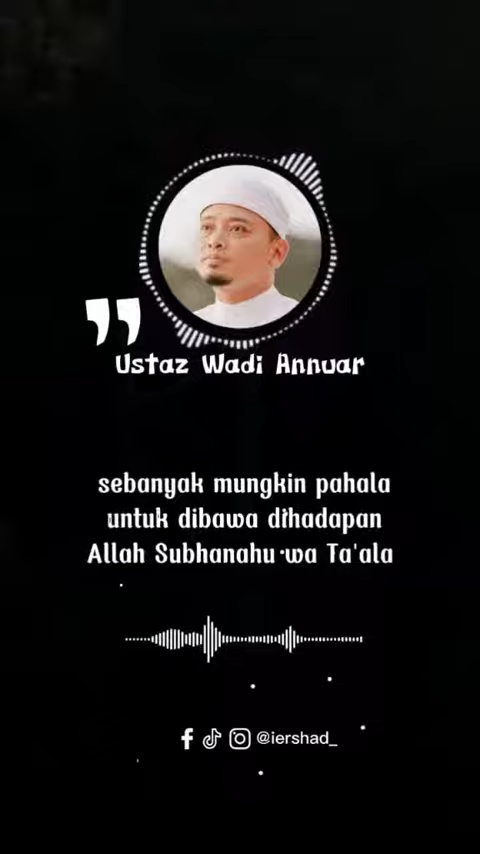 Ustaz Wadi Annuar
sebanyak mungkin pahala
untuk dibawa dihadapan
Allah Subhanahu wa Ta'ala
@iershad_